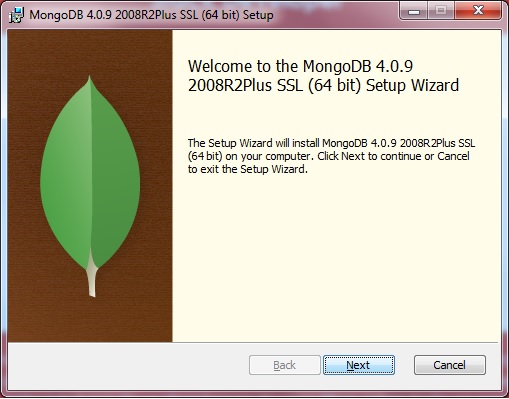 MongoDB 4.0.9 2008R2Plus SSL (64 bit) Setup
Welcome to the MongoDB 4.0.9
2008R2Plus SSL (64 bit) Setup Wizard
The Setup Wizard will install MongoDB 4.0.9 2008R2Plus SSL
(64 bit) on your computer. Click Next to continue or Cancel
to exit the Setup Wizard.
Back
Next
Cancel